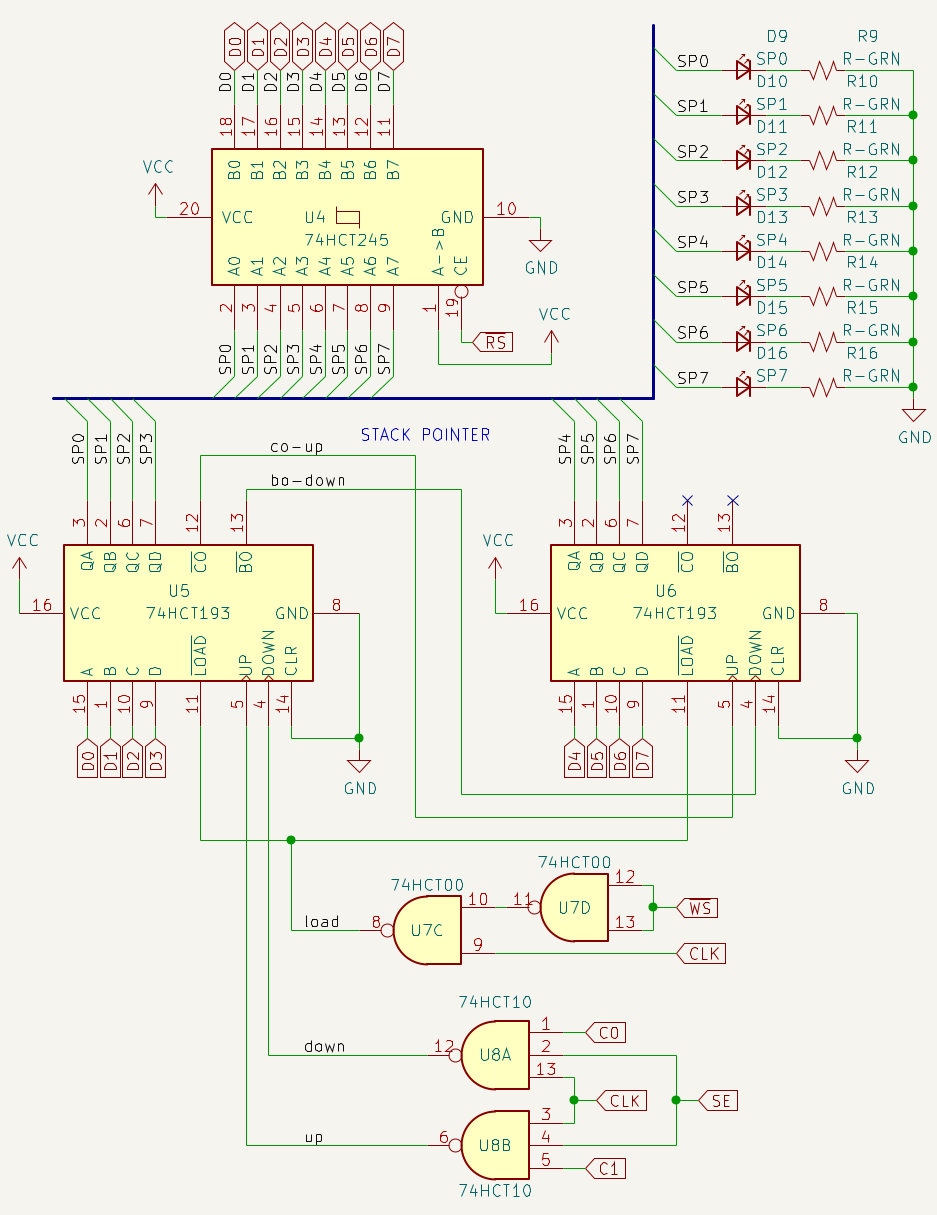 D0 D1 D2 D3 D4 D5 D6 D7
D0 D1 D2 D3 D4 D5 D6 D7
18 17 16 15 14 13 12 11
B0 B1 B2 B3 B4 B5 B6 B7
VCC
20 VCC U4 GND 10
74HCT245
GND
A0 A1 A2 A3 A4 A5 A6 A7 A->B CE
2 3 4 5 6 7 8 9 1 19
VCC
RS
SP0 SP1 SP2 SP3 SP4 SP5 SP6 SP7
D9 R9
SP0 SP0 R-GRN
D10 R10
SP1 SP1 R-GRN
D11 R11
SP2 SP2 R-GRN
D12 R12
SP3 SP3 R-GRN
D13 R13
SP4 SP4 R-GRN
D14 R14
SP5 SP5 R-GRN
D15 R15
SP6 SP6 R-GRN
D16 R16
SP7 SP7 R-GRN
GND
STACK POINTER
co-up
bo-down
SP0 SP1 SP2 SP3
3 2 6 7 12 13
VCC
QA QB QC QD CO BO
U5
16 VCC 74HCT193 GND 8
A B C D LOAD UP DOWN CLR
15 1 10 9 11 5 4 14
D0 D1 D2 D3
GND
SP4 SP5 SP6 SP7
3 2 6 7 12 13
VCC
QA QB QC QD CO BO
U6
16 VCC 74HCT193 GND 8
A B C D LOAD UP DOWN CLR
15 1 10 9 11 5 4 14
D4 D5 D6 D7
GND
74HCT00
12
11 U7D WS
13
74HCT00
10
load 8 U7C
9 CLK
74HCT10
1 C0
down 12 U8A 2
13
CLK SE
3
up 6 U8B 4
5 C1
74HCT10